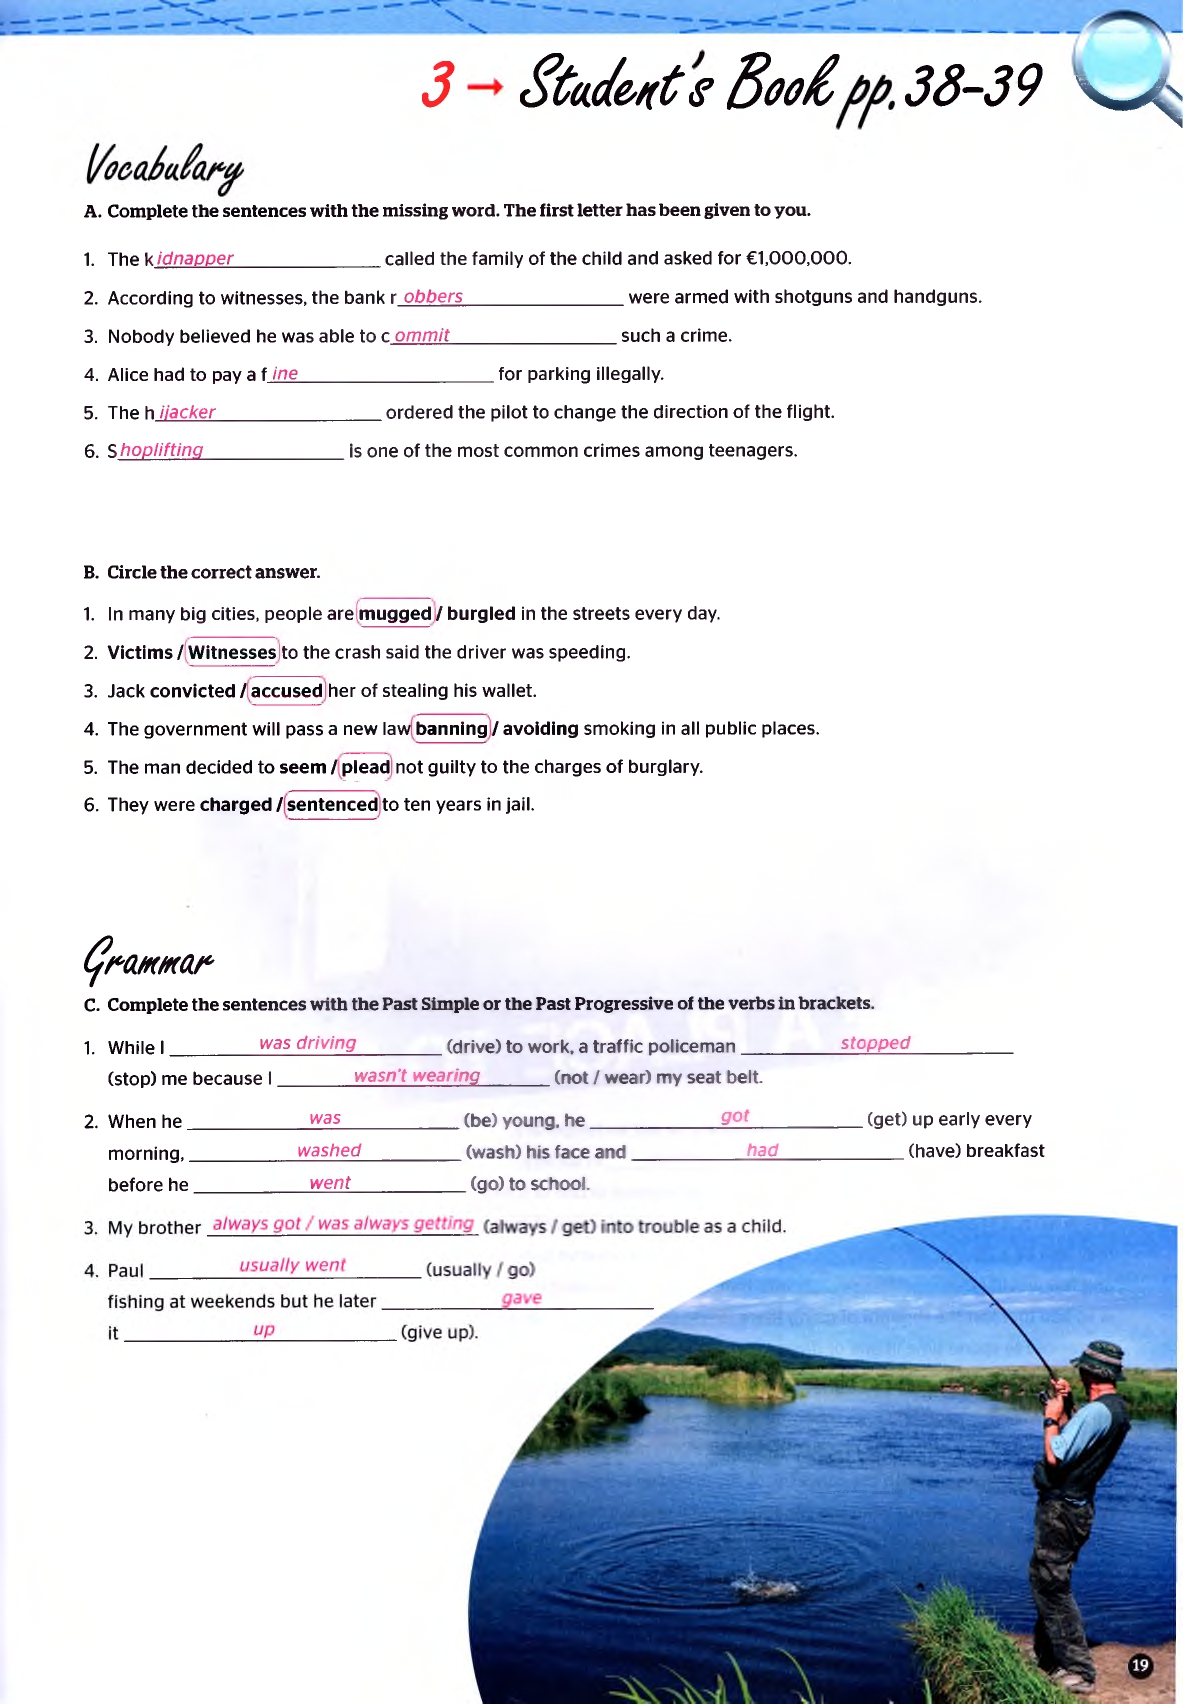 3 → Student's Book pp. 38-39
Vocabulary
A. Complete the sentences with the missing word. The first letter has been given to you.
1. The kidnapper called the family of the child and asked for €1,000,000.
2. According to witnesses, the bank robbers were armed with shotguns and handguns.
3. Nobody believed he was able to commit such a crime.
4. Alice had to pay a fine for parking illegally.
5. The hijacker ordered the pilot to change the direction of the flight.
6. Shoplifting is one of the most common crimes among teenagers.
B. Circle the correct answer.
1. In many big cities, people are mugged / burgled in the streets every day.
2. Victims / Witnesses to the crash said the driver was speeding.
3. Jack convicted / accused her of stealing his wallet.
4. The government will pass a new law banning / avoiding smoking in all public places.
5. The man decided to seem / plead not guilty to the charges of burglary.
6. They were charged / sentenced to ten years in jail.
Grammar
C. Complete the sentences with the Past Simple or the Past Progressive of the verbs in brackets.
1. While I was driving (drive) to work, a traffic policeman stopped
(stop) me because I wasn't wearing (not / wear) my seat belt.
2. When he was (be) young, he got (get) up early every
morning, washed (wash) his face and had (have) breakfast
before he went (go) to school.
3. My brother always got / was always getting (always / get) into trouble as a child.
4. Paul usually went (usually / go)
fishing at weekends but he later gave
it up (give up).
19